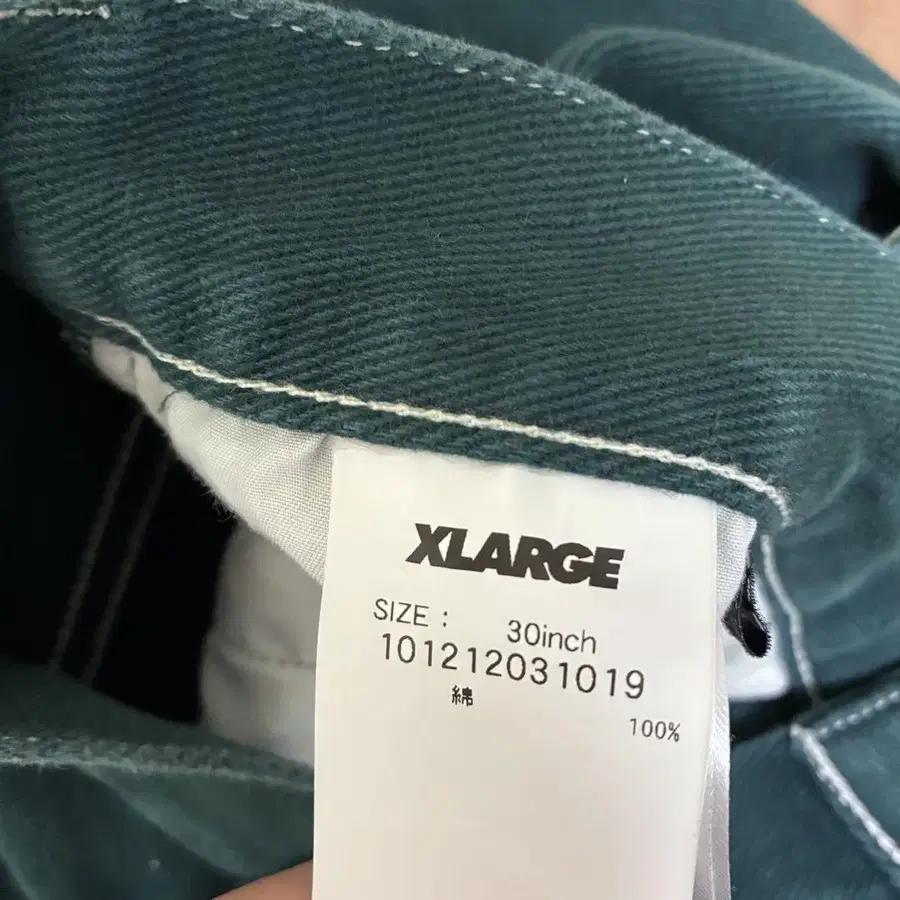 XLARGE
SIZE : 30inch
101212031019
綿
100%